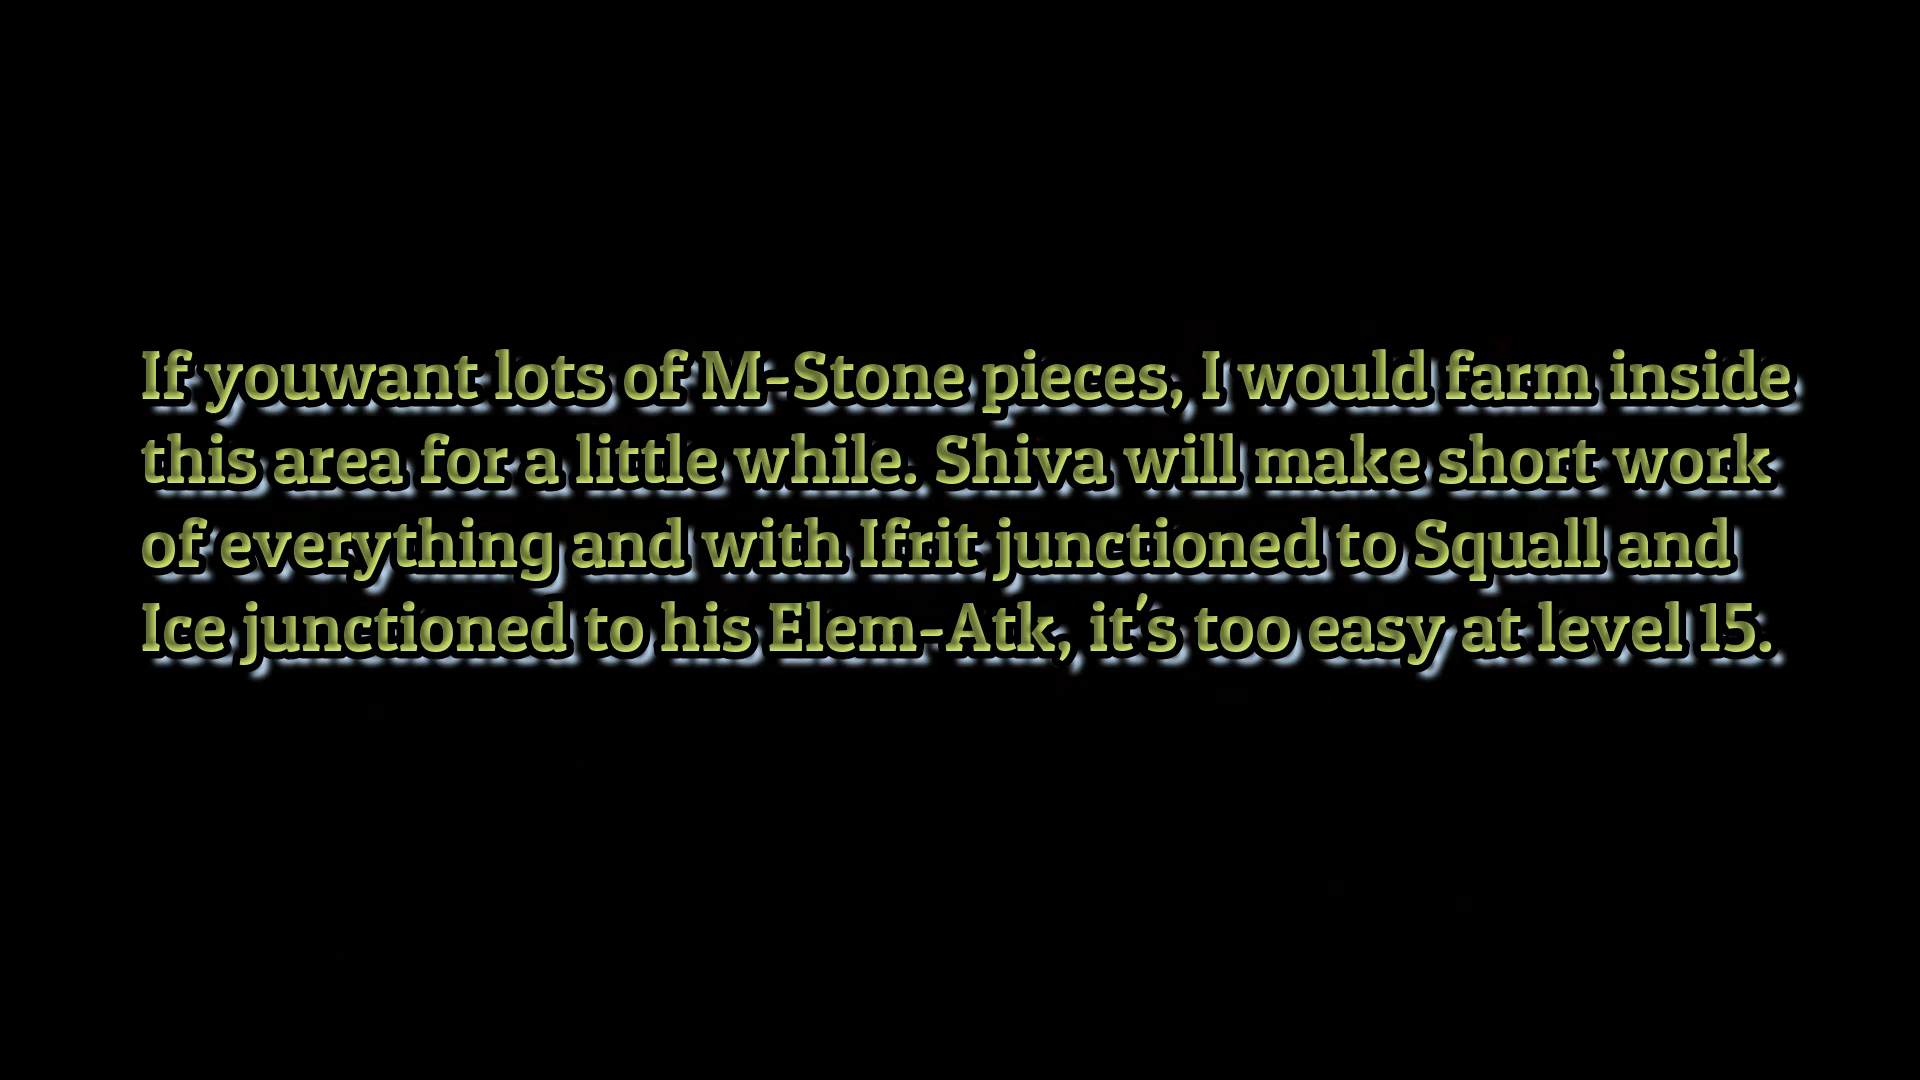 If youwant lots of M-Stone pieces, I would farm inside
this area for a little while. Shiva will make short work
of everything and with Ifrit junctioned to Squall and
Ice junctioned to his Elem-Atk, it's too easy at level 15.